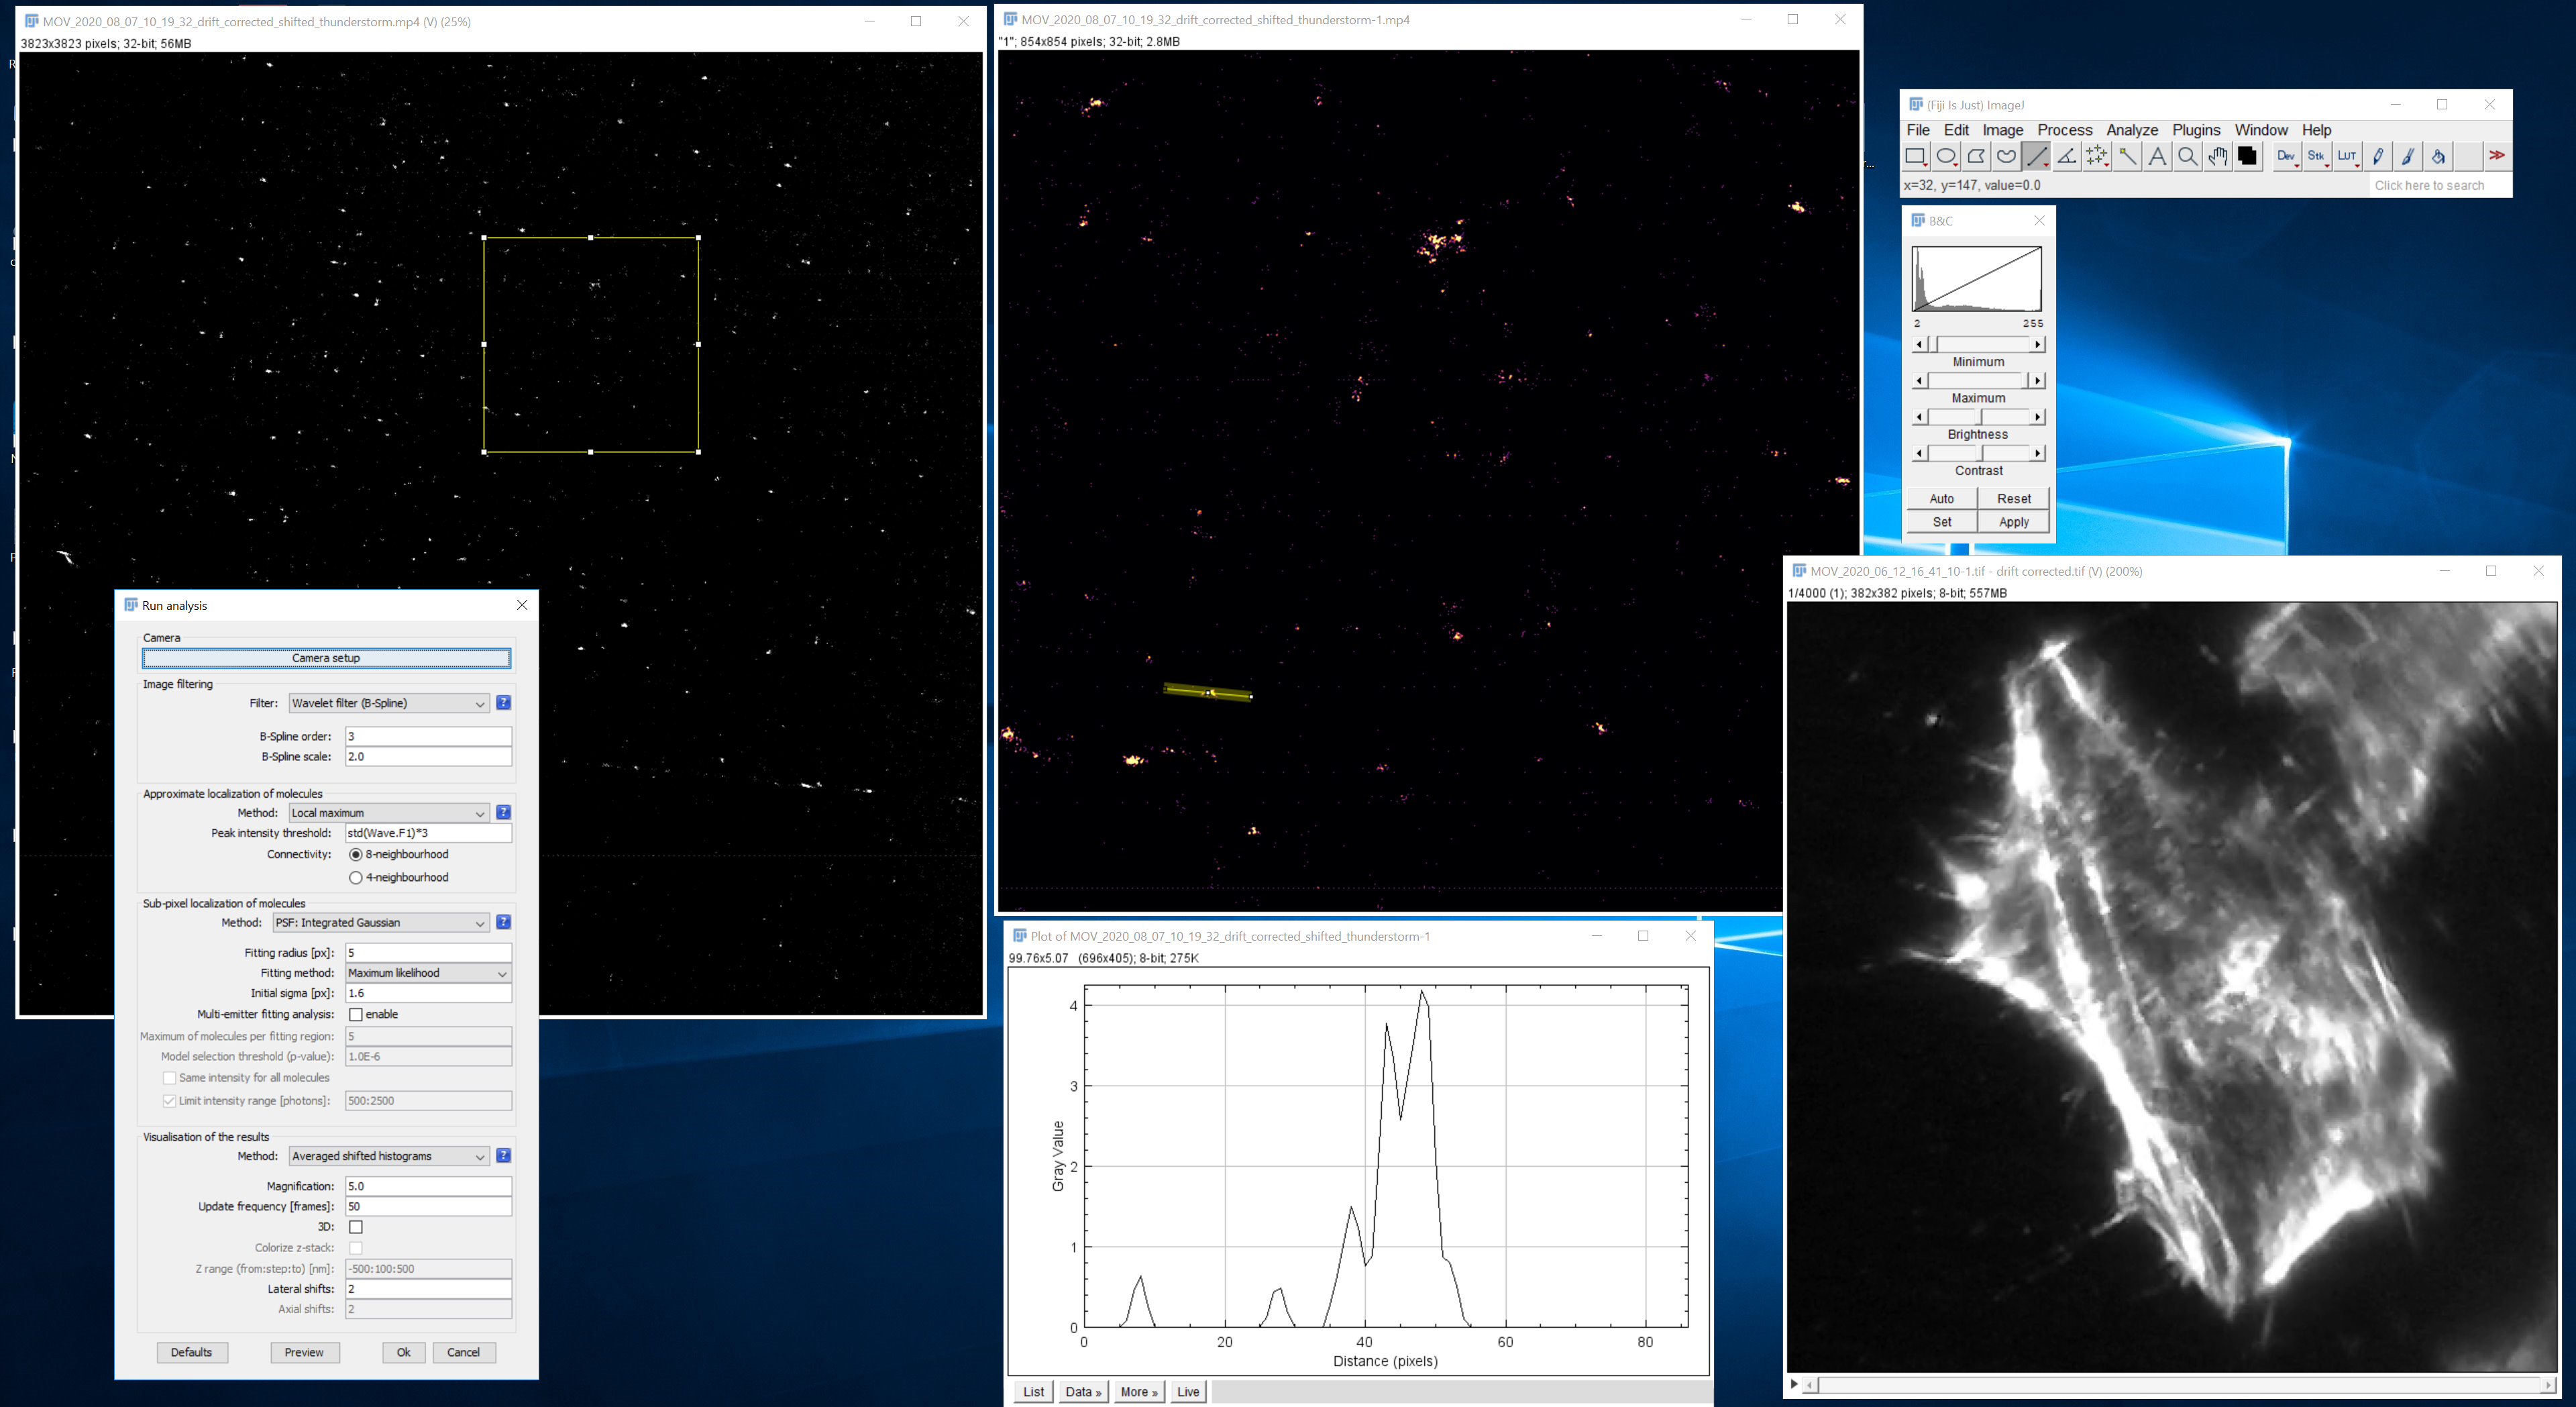 MOV_2020_08_07_10_19_32_drift_corrected_shifted_thunderstorm.mp4 (V) (25%)
3823x3823 pixels; 32-bit; 56MB
MOV_2020_08_07_10_19_32_drift_corrected_shifted_thunderstorm-1.mp4
"1"; 854x854 pixels; 32-bit; 2.8MB
(Fiji Is Just) ImageJ
File Edit Image Process Analyze Plugins Window Help
Dev Stk LUT
x=32, y=147, value=0.0
Click here to search
B&C
2 255
Minimum
Maximum
Brightness
Contrast
Auto Reset
Set Apply
MOV_2020_06_12_16_41_10-1.tif - drift corrected.tif (V) (200%)
1/4000 (1); 382x382 pixels; 8-bit; 557MB
Run analysis
Camera
Camera setup
Image filtering
Filter: Wavelet filter (B-Spline) ?
B-Spline order: 3
B-Spline scale: 2.0
Approximate localization of molecules
Method: Local maximum ?
Peak intensity threshold: std(Wave.F1)*3
Connectivity: 8-neighbourhood
4-neighbourhood
Sub-pixel localization of molecules
Method: PSF: Integrated Gaussian ?
Fitting radius [px]: 5
Fitting method: Maximum likelihood
Initial sigma [px]: 1.6
Multi-emitter fitting analysis: enable
Maximum of molecules per fitting region: 5
Model selection threshold (p-value): 1.0E-6
Same intensity for all molecules
Limit intensity range [photons]: 500:2500
Visualisation of the results
Method: Averaged shifted histograms ?
Magnification: 5.0
Update frequency [frames]: 50
3D:
Colorize z-stack:
Z range (from:step:to) [nm]: -500:100:500
Lateral shifts: 2
Axial shifts: 2
Defaults Preview Ok Cancel
Plot of MOV_2020_08_07_10_19_32_drift_corrected_shifted_thunderstorm-1
99.76x5.07 (696x405); 8-bit; 275K
4
3
2
1
0
Gray Value
0 20 40 60 80
Distance (pixels)
List Data » More » Live